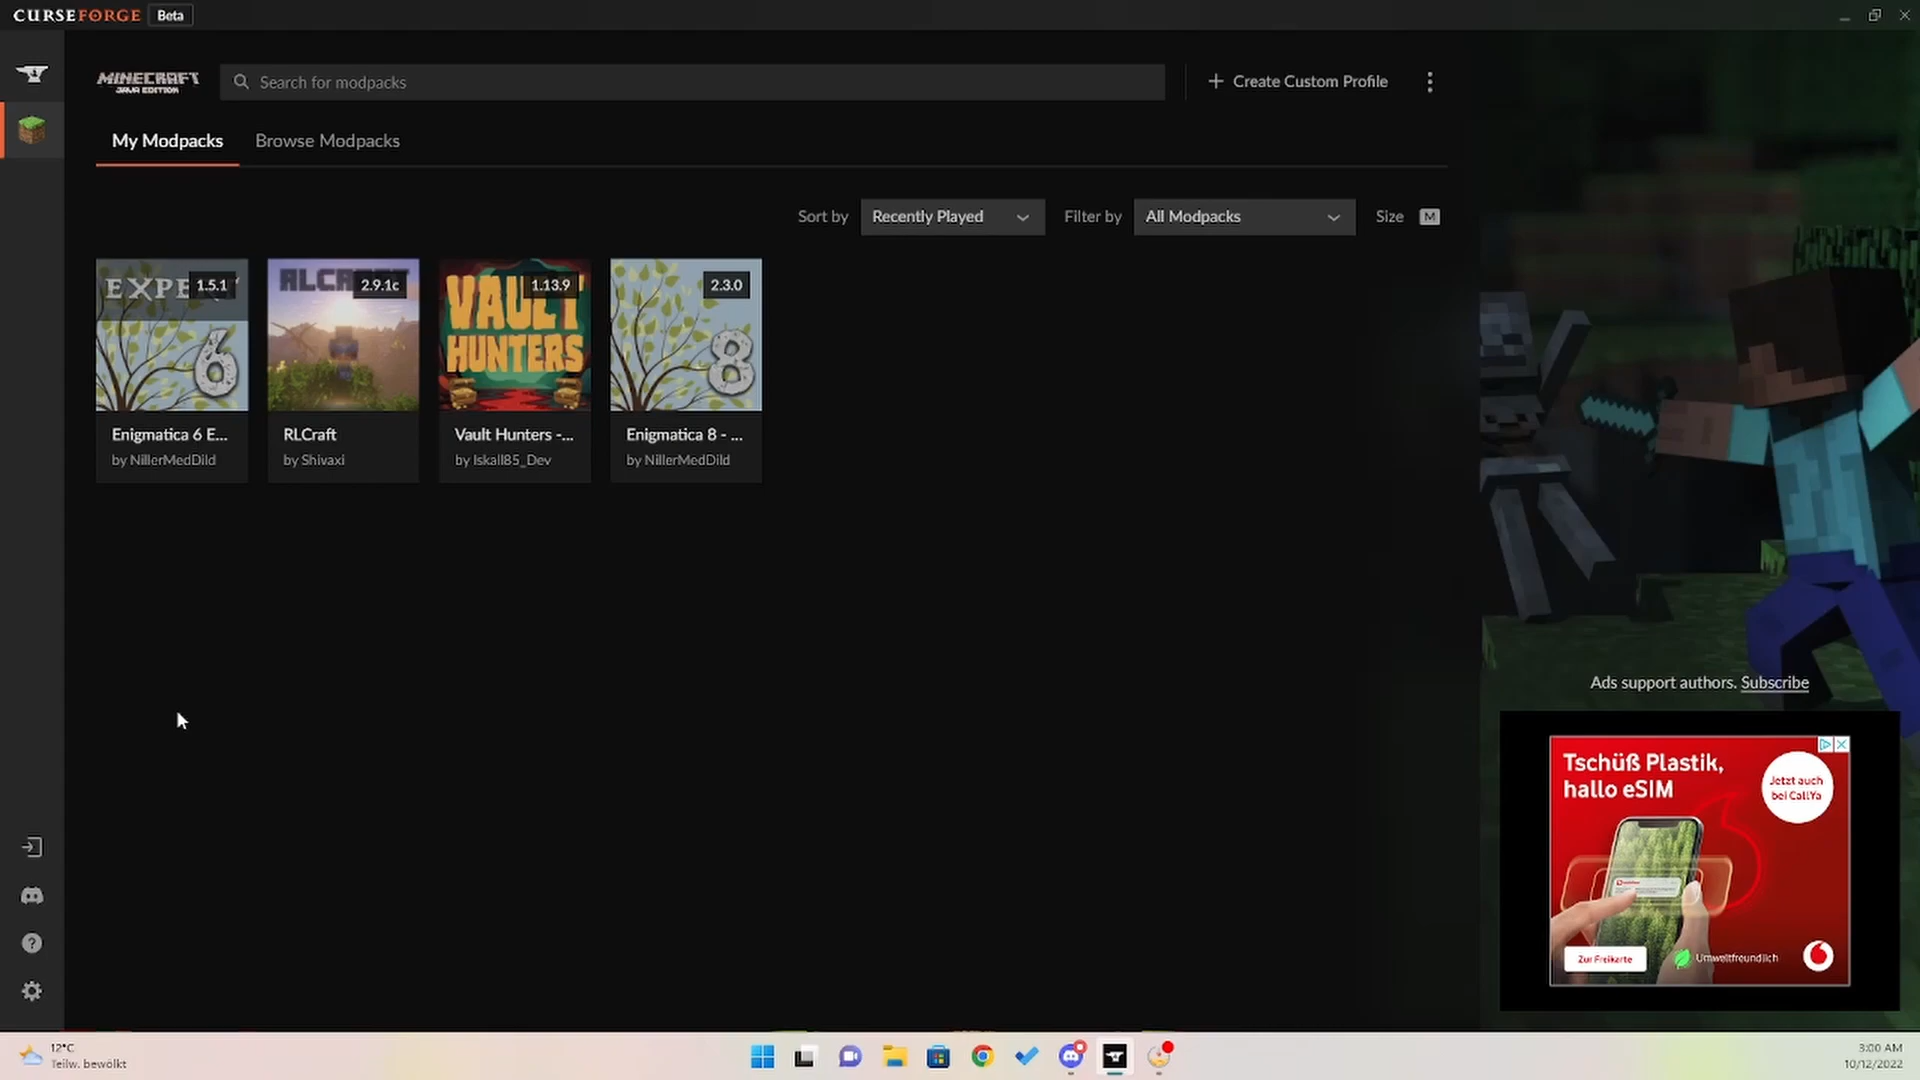 CURSEFORGE Beta
MINECRAFT
JAVA EDITION
Search for modpacks
Create Custom Profile
My Modpacks
Browse Modpacks
Sort by
Recently Played
Filter by
All Modpacks
Size
M
EXPE
1.5.1
6
RLCRAFT
2.9.1c
VAULT
HUNTERS
1.13.9
2.3.0
8
Enigmatica 6 E...
by NillerMedDild
RLCraft
by Shivaxi
Vault Hunters -...
by Iskall85_Dev
Enigmatica 8 - ...
by NillerMedDild
Ads support authors. Subscribe
Tschüß Plastik,
hallo eSIM
Jetzt auch
bei CallYa
Zur Freikarte
Umweltfreundlich
12°C
Teilw. bewölkt
3:00 AM
10/12/2022